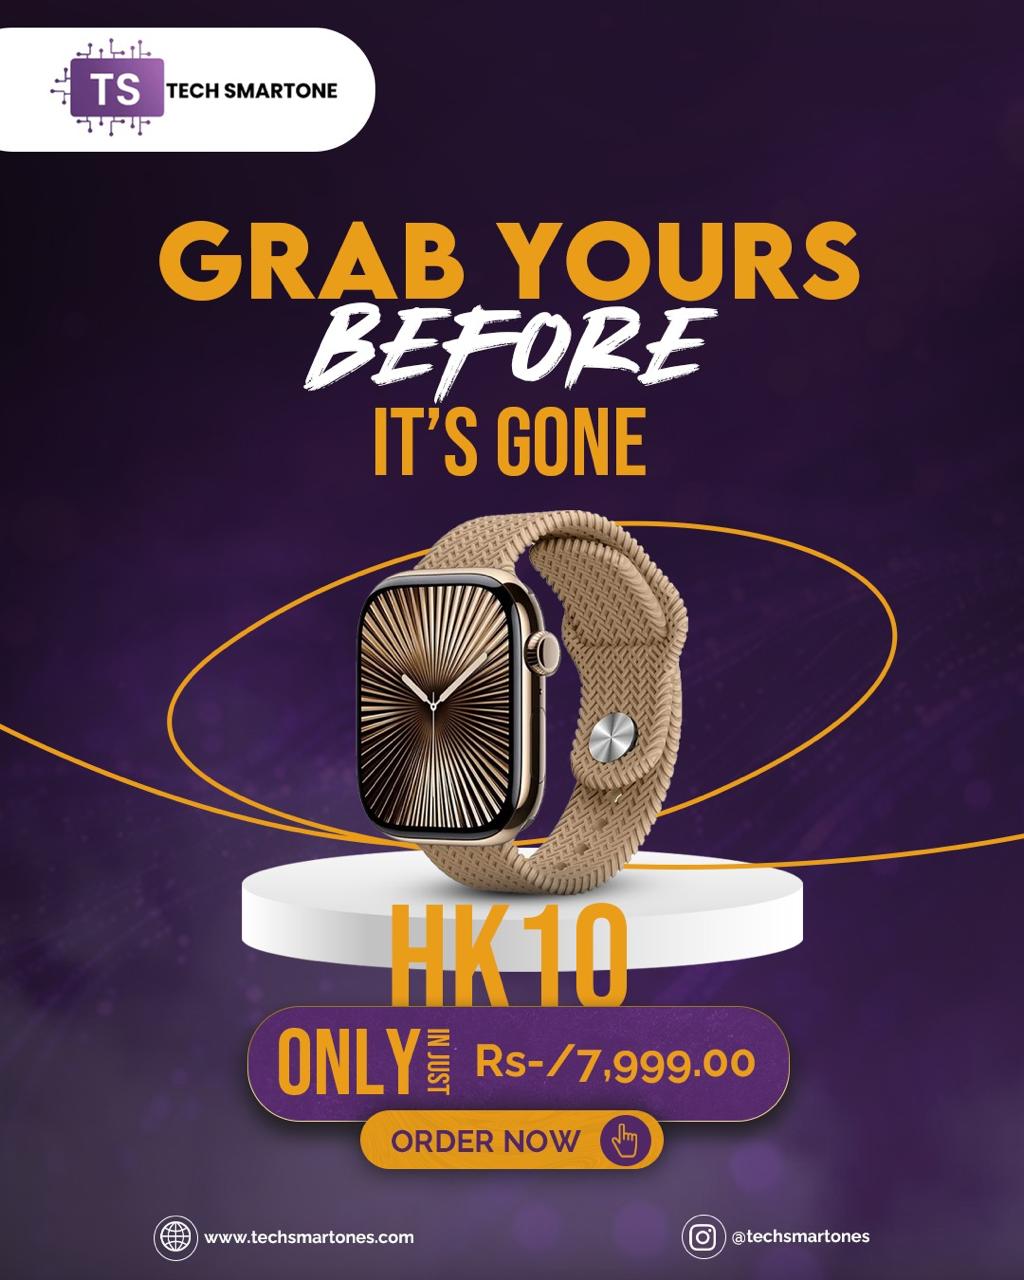 TS
TECH SMARTONE
GRAB YOURS
BEFORE
IT'S GONE
HK10
ONLY
IN JUST
Rs-/7,999.00
ORDER NOW
www.techsmartones.com
@techsmartones